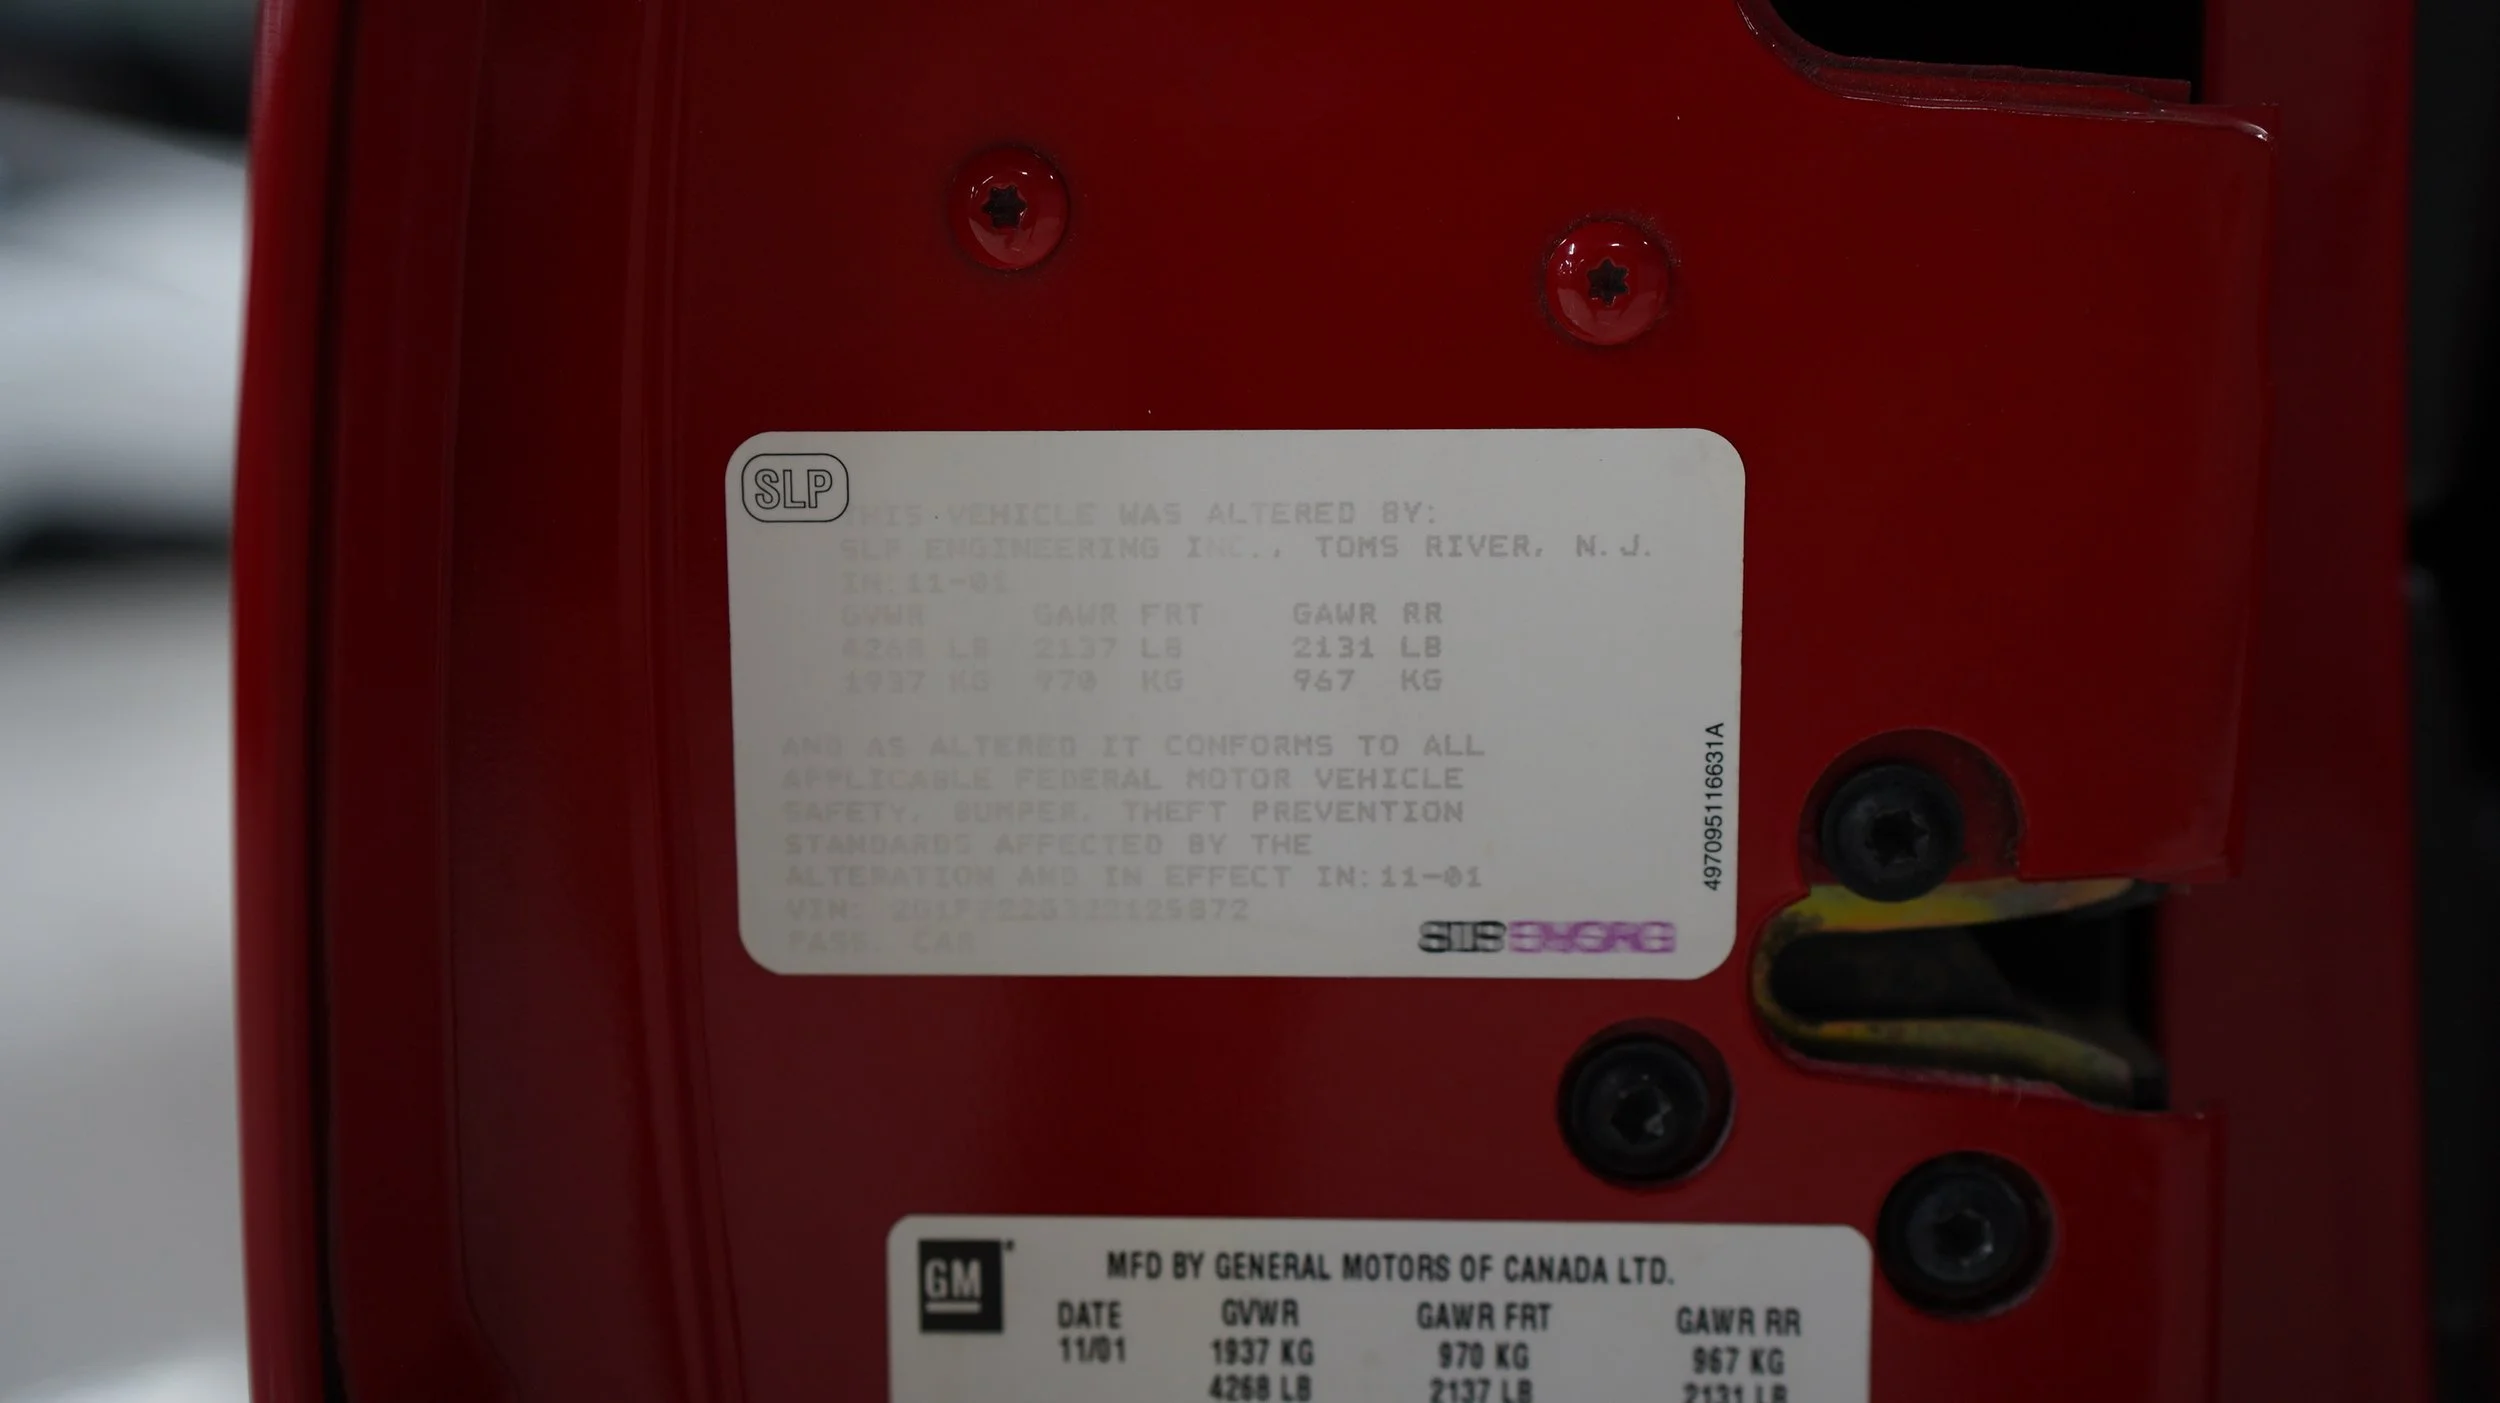 SLP
THIS VEHICLE WAS ALTERED BY:
SLP ENGINEERING INC., TOMS RIVER, N.J.
IN 11-01
GVWR GAWR FRT GAWR RR
4268 LB 2137 LB 2131 LB
1937 KG 970 KG 967 KG
AND AS ALTERED IT CONFORMS TO ALL
APPLICABLE FEDERAL MOTOR VEHICLE
SAFETY, BUMPER, THEFT PREVENTION
STANDARDS AFFECTED BY THE
ALTERATION AND IN EFFECT IN:11-01
VIN:
PASS. CAR
497095116631A
GM
MFD BY GENERAL MOTORS OF CANADA LTD.
DATE GVWR GAWR FRT GAWR RR
11/01 1937 KG 970 KG 967 KG
4268 LB 2137 LB 2131 LB